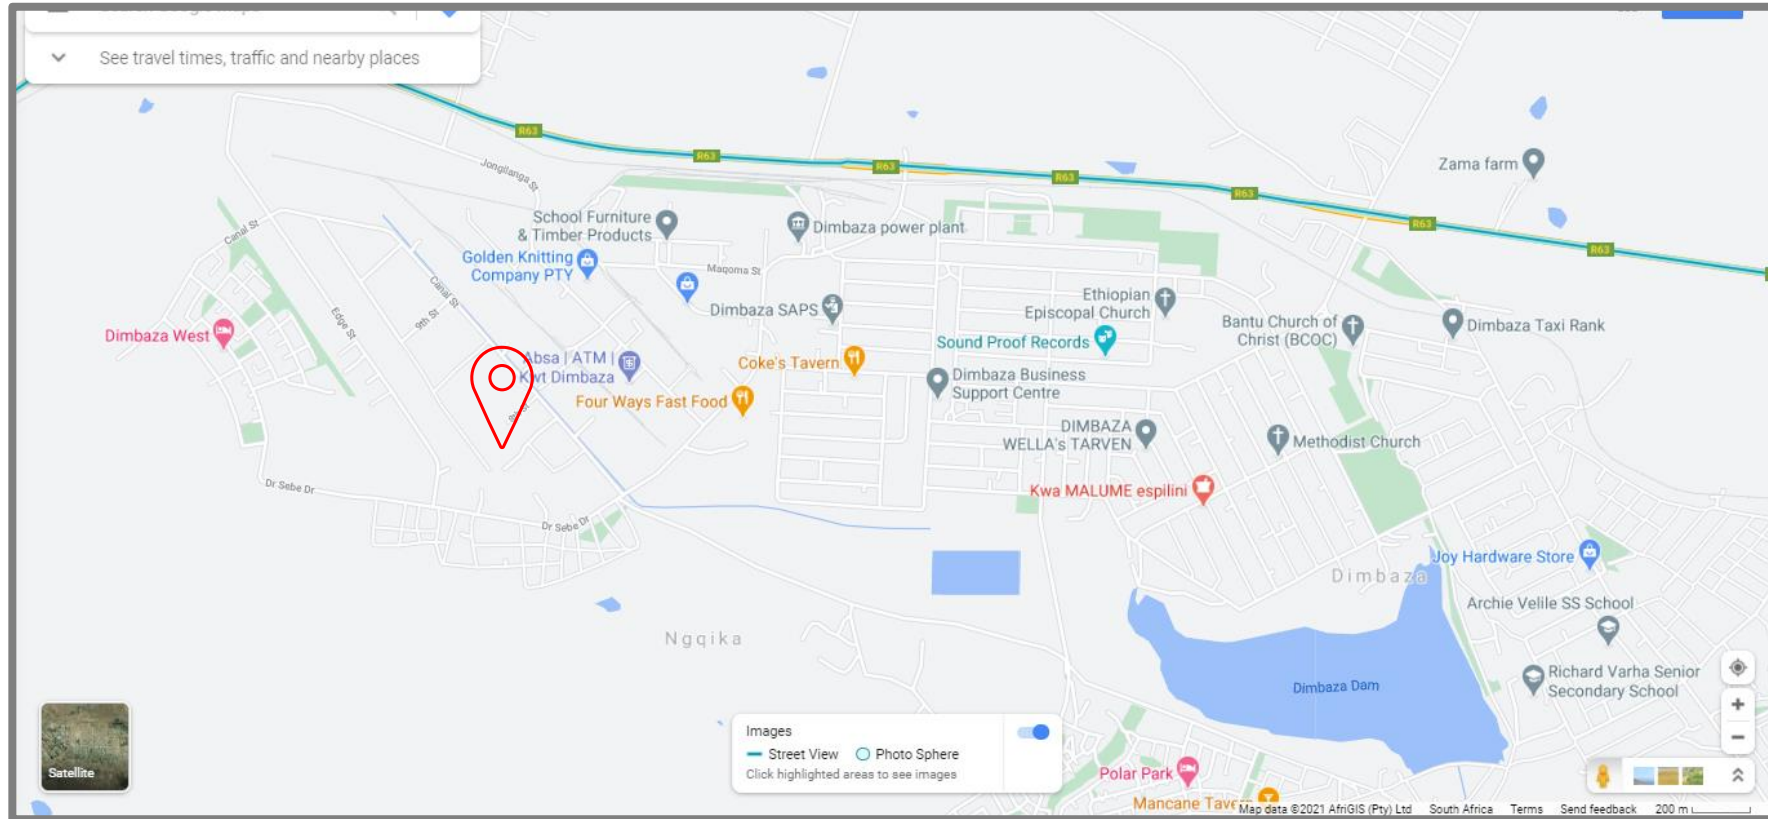 See travel times, traffic and nearby places
R63
R63
R63
R63
R63
R63
R63
Zama farm
Jongilanga St
School Furniture
& Timber Products
Dimbaza power plant
Canal St
Golden Knitting
Company PTY
Maqoma St
Canal St
9th St
Edge St
Dimbaza SAPS
Ethiopian
Episcopal Church
Bantu Church of
Christ (BCOC)
Dimbaza Taxi Rank
Dimbaza West
Sound Proof Records
Absa | ATM |
Kwt Dimbaza
Coke's Tavern
Dimbaza Business
Support Centre
Four Ways Fast Food
DIMBAZA
WELLA's TARVEN
Methodist Church
Kwa MALUME espilini
Dr Sebe Dr
Dr Sebe Dr
Joy Hardware Store
Dimbaza
Archie Velile SS School
Ngqika
Richard Varha Senior
Secondary School
Dimbaza Dam
Satellite
Images
Street View
Photo Sphere
Click highlighted areas to see images
Polar Park
Mancane
Map data ©2021 AfriGIS (Pty) Ltd
South Africa
Terms
Send feedback
200 m